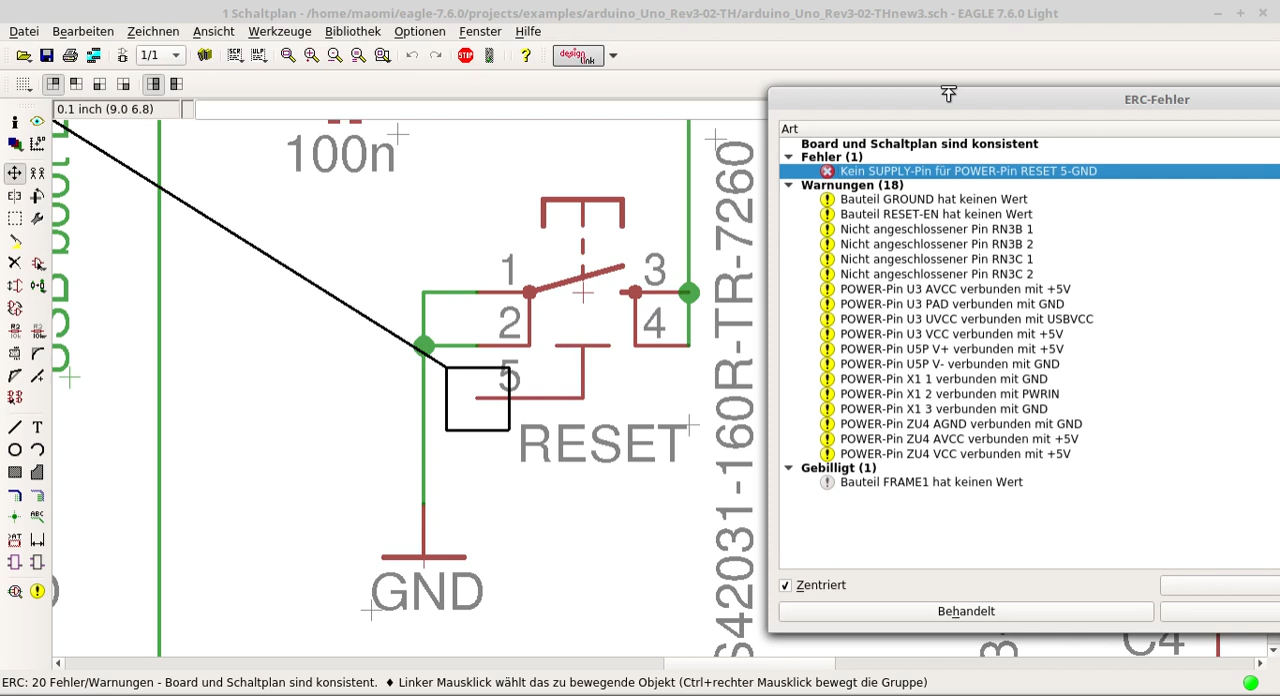 1 Schaltplan - /home/maomi/eagle-7.6.0/projects/examples/arduino_Uno_Rev3-02-TH/arduino_Uno_Rev3-02-THnew3.sch - EAGLE 7.6.0 Light
Datei Bearbeiten Zeichnen Ansicht Werkzeuge Bibliothek Optionen Fenster Hilfe
1/1 SCR ULP STOP ? design link
0.1 inch (9.0 6.8)
100n
1
3
2
4
5
RESET
GND
USB boot
642031-160R-TR-7260
C4
ERC-Fehler
Art
Board und Schaltplan sind konsistent
Fehler (1)
Kein SUPPLY-Pin für POWER-Pin RESET 5-GND
Warnungen (18)
Bauteil GROUND hat keinen Wert
Bauteil RESET-EN hat keinen Wert
Nicht angeschlossener Pin RN3B 1
Nicht angeschlossener Pin RN3B 2
Nicht angeschlossener Pin RN3C 1
Nicht angeschlossener Pin RN3C 2
POWER-Pin U3 AVCC verbunden mit +5V
POWER-Pin U3 PAD verbunden mit GND
POWER-Pin U3 UVCC verbunden mit USBVCC
POWER-Pin U3 VCC verbunden mit +5V
POWER-Pin U5P V+ verbunden mit +5V
POWER-Pin U5P V- verbunden mit GND
POWER-Pin X1 1 verbunden mit GND
POWER-Pin X1 2 verbunden mit PWRIN
POWER-Pin X1 3 verbunden mit GND
POWER-Pin ZU4 AGND verbunden mit GND
POWER-Pin ZU4 AVCC verbunden mit +5V
POWER-Pin ZU4 VCC verbunden mit +5V
Gebilligt (1)
Bauteil FRAME1 hat keinen Wert
Zentriert
Behandelt
ERC: 20 Fehler/Warnungen - Board und Schaltplan sind konsistent. ♦ Linker Mausklick wählt das zu bewegende Objekt (Ctrl+rechter Mausklick bewegt die Gruppe)